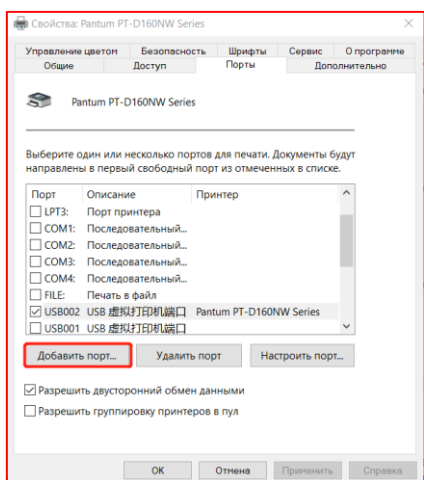 Свойства: Pantum PT-D160NW Series
Управление цветом Безопасность Шрифты Сервис О программе
Общие Доступ Порты Дополнительно
Pantum PT-D160NW Series
Выберите один или несколько портов для печати. Документы будут
направлены в первый свободный порт из отмеченных в списке.
Порт Описание Принтер
LPT3: Порт принтера
COM1: Последовательный...
COM2: Последовательный...
COM3: Последовательный...
COM4: Последовательный...
FILE: Печать в файл
USB002 USB 虚拟打印机端口 Pantum PT-D160NW Series
USB001 USB 虚拟打印机端口
Добавить порт... Удалить порт Настроить порт...
Разрешить двусторонний обмен данными
Разрешить группировку принтеров в пул
OK Отмена Применить Справка